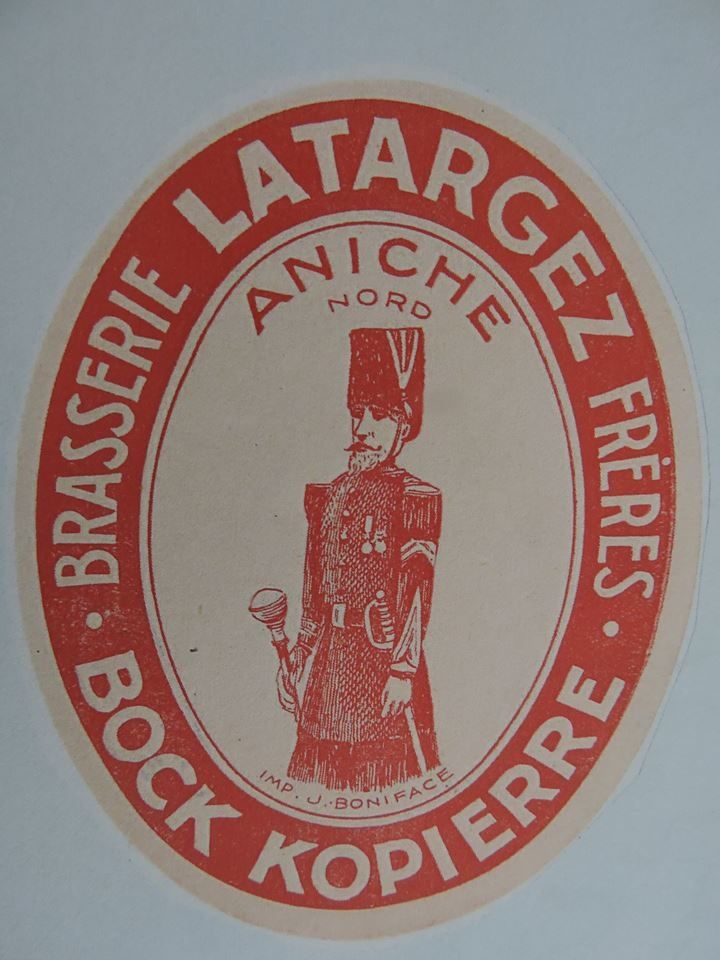 BRASSERIE LATARGEZ FRÈRES
ANICHE
NORD
IMP. J. BONIFACE
BOCK KOPIERRE